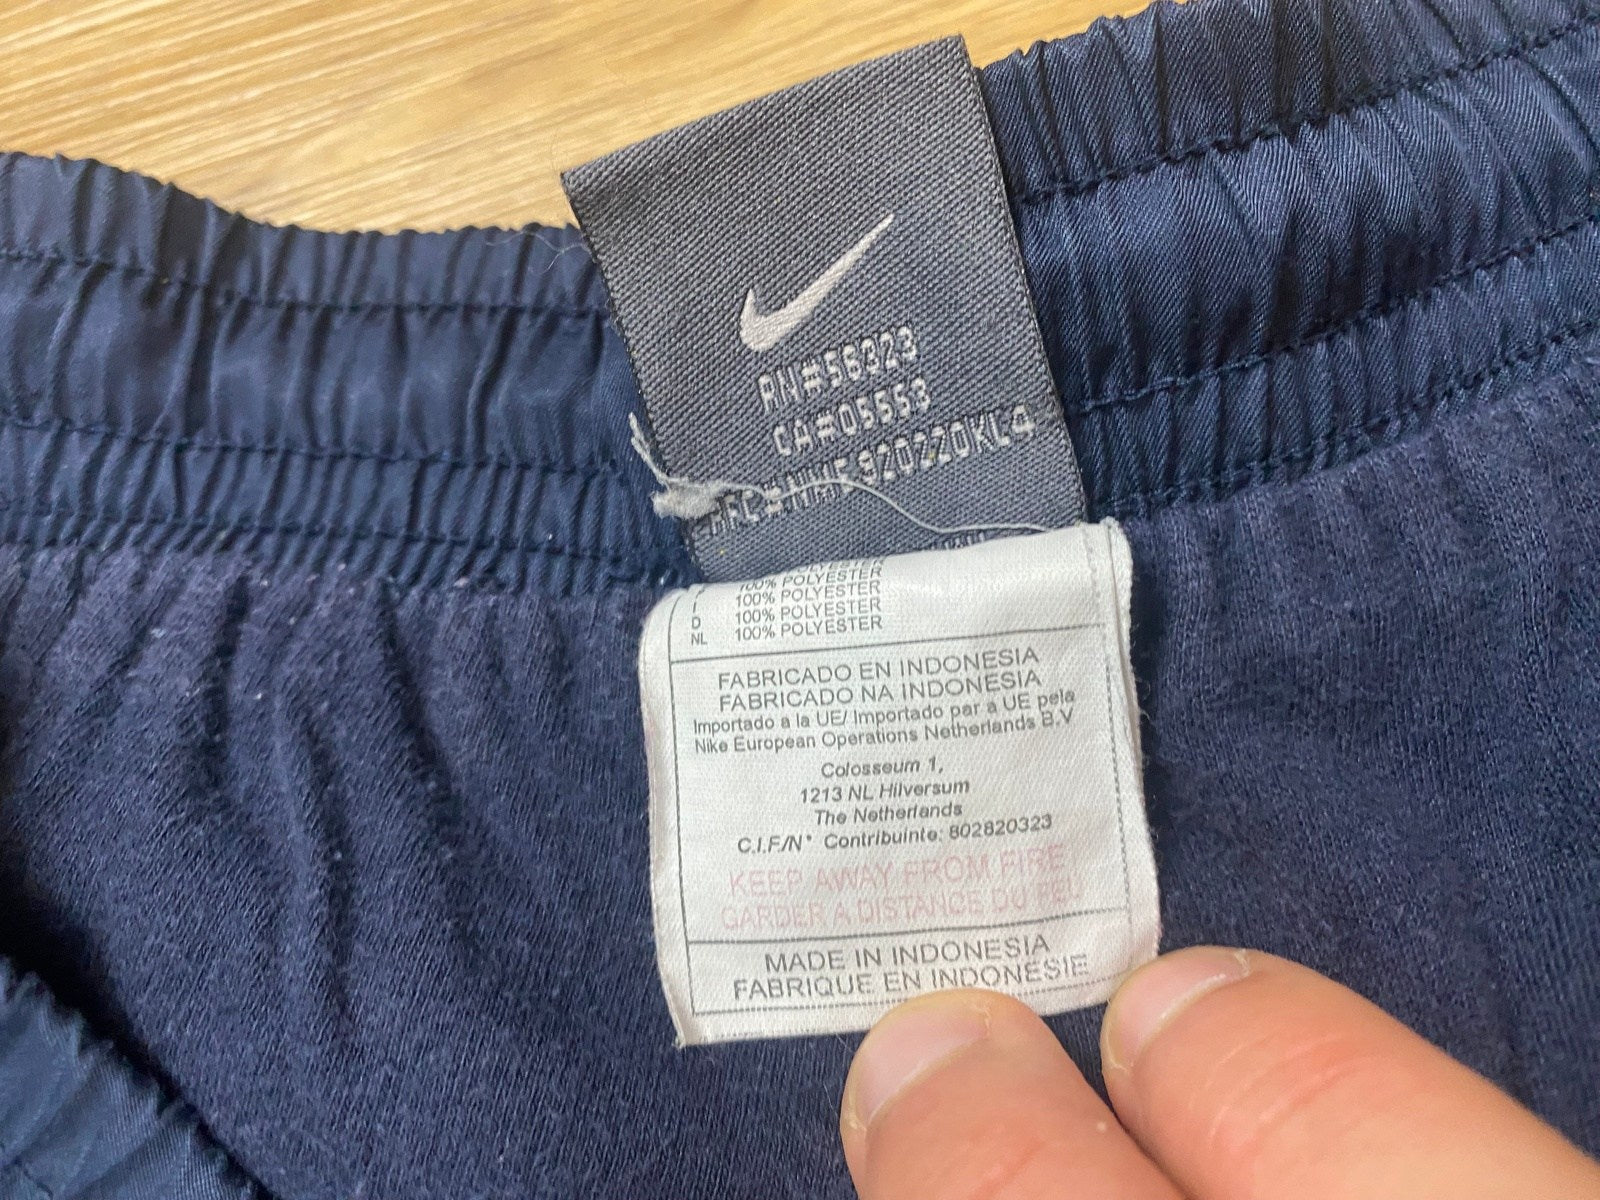 RN#56323
CA#05553
RFC#NME920220KL4
100% POLYESTER
100% POLYESTER
100% POLYESTER
D 100% POLYESTER
NL 100% POLYESTER
FABRICADO EN INDONESIA
FABRICADO NA INDONESIA
Importado a la UE/ Importado par a UE pela
Nike European Operations Netherlands B.V
Colosseum 1,
1213 NL Hilversum
The Netherlands
C.I.F./N° Contribuinte: 802820323
KEEP AWAY FROM FIRE
GARDER A DISTANCE DU FEU
MADE IN INDONESIA
FABRIQUE EN INDONESIE